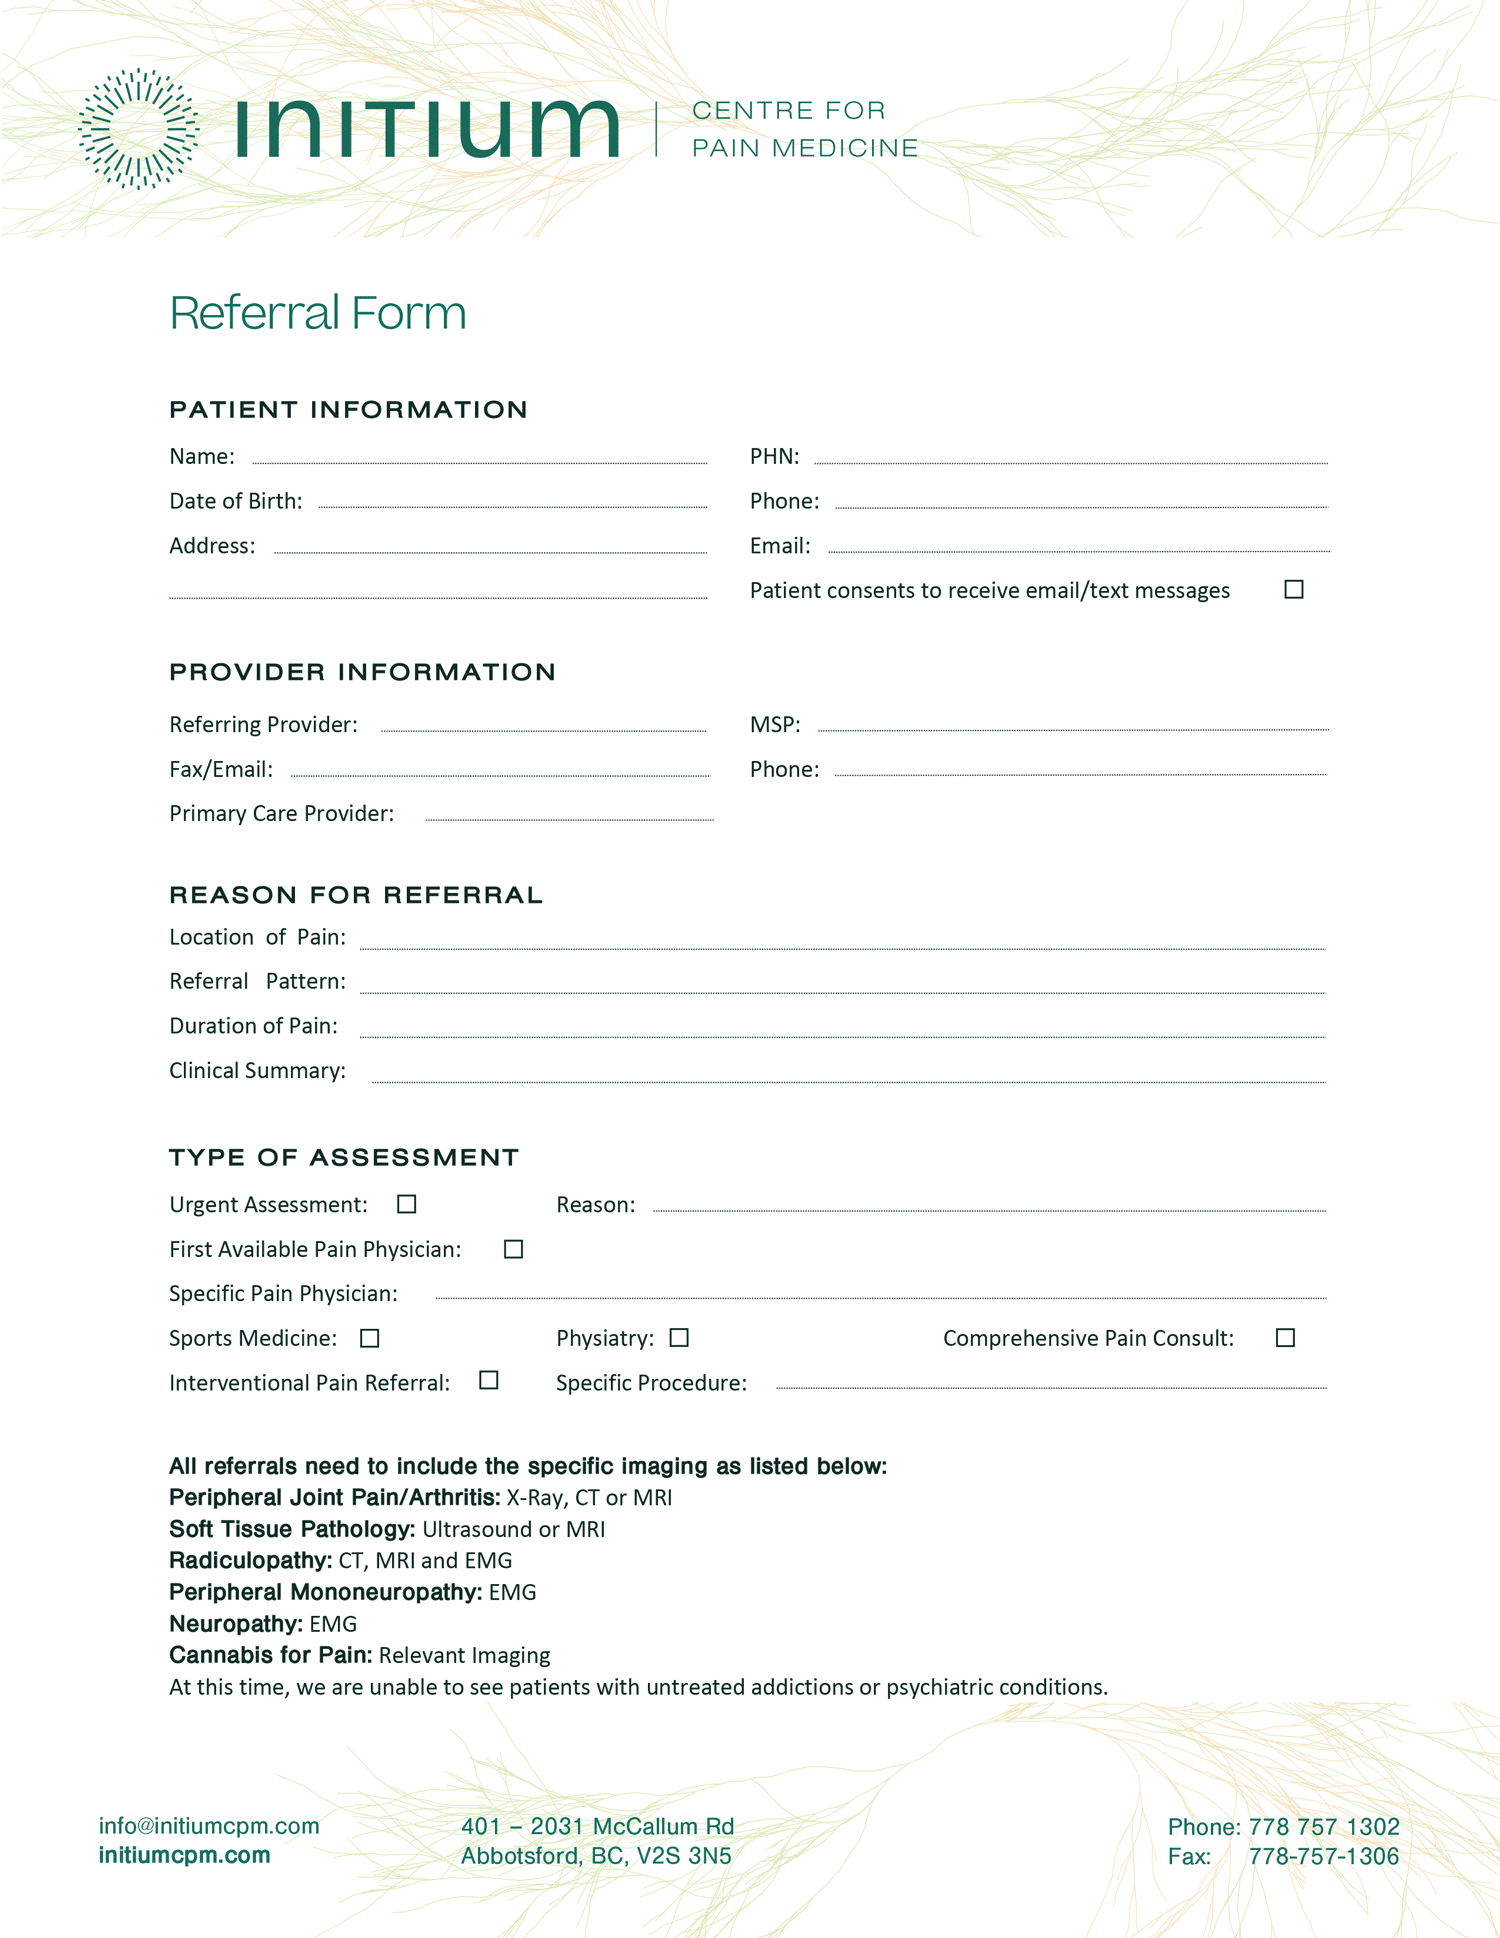 INITIUM
CENTRE FOR
PAIN MEDICINE
Referral Form
PATIENT INFORMATION
Name: PHN:
Date of Birth: Phone:
Address: Email:
Patient consents to receive email/text messages
PROVIDER INFORMATION
Referring Provider: MSP:
Fax/Email: Phone:
Primary Care Provider:
REASON FOR REFERRAL
Location of Pain:
Referral Pattern:
Duration of Pain:
Clinical Summary:
TYPE OF ASSESSMENT
Urgent Assessment: Reason:
First Available Pain Physician:
Specific Pain Physician:
Sports Medicine: Physiatry: Comprehensive Pain Consult:
Interventional Pain Referral: Specific Procedure:
All referrals need to include the specific imaging as listed below:
Peripheral Joint Pain/Arthritis: X-Ray, CT or MRI
Soft Tissue Pathology: Ultrasound or MRI
Radiculopathy: CT, MRI and EMG
Peripheral Mononeuropathy: EMG
Neuropathy: EMG
Cannabis for Pain: Relevant Imaging
At this time, we are unable to see patients with untreated addictions or psychiatric conditions.
info@initiumcpm.com 401 – 2031 McCallum Rd Phone: 778 757 1302
initiumcpm.com Abbotsford, BC, V2S 3N5 Fax: 778-757-1306